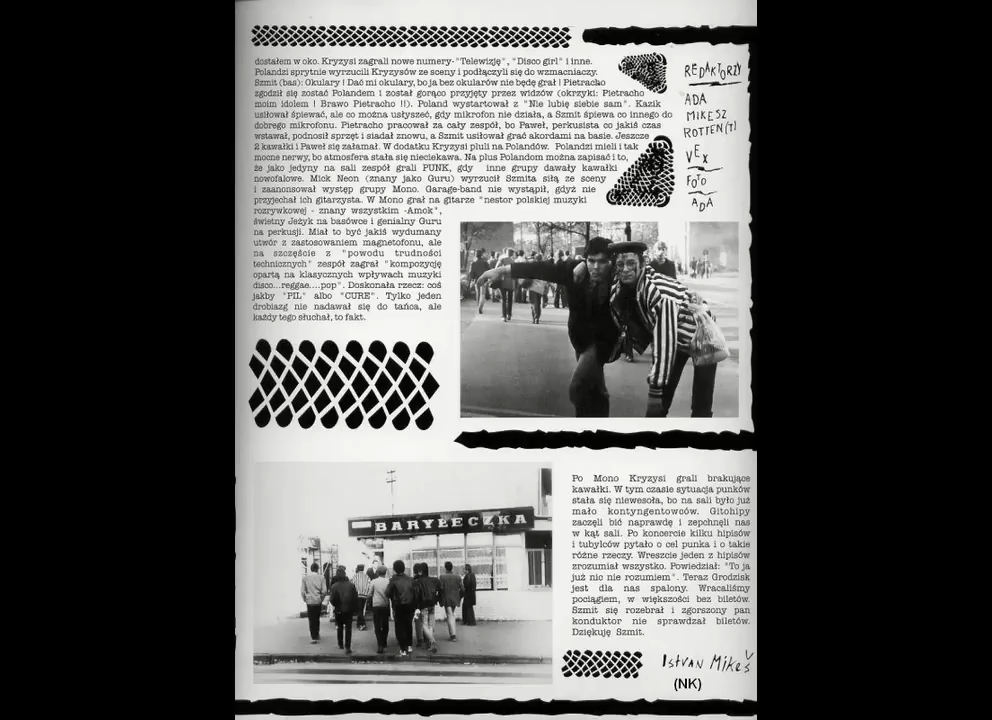 dostałem w oko. Kryzysi zagrali nowe numery-"Telewizję", "Disco girl" i inne.
Polandzi sprytnie wyrzucili Kryzysów ze sceny i podłączyli się do wzmacniaczy.
Szmit (bas): Okulary ! Dać mi okulary, bo ja bez okularów nie będę grał ! Pietracho
zgodził się zostać Polandem i został gorąco przyjęty przez widzów (okrzyki: Pietracho
moim idolem ! Brawo Pietracho !!). Poland wystartował z "Nie lubię siebie sam". Kazik
usiłował śpiewać, ale co można usłyszeć, gdy mikrofon nie działa, a Szmit śpiewa co innego do
dobrego mikrofonu. Pietracho pracował za cały zespół, bo Paweł, perkusista co jakiś czas
wstawał, podnosił sprzęt i siadał znowu, a Szmit usiłował grać akordami na basie. Jeszcze
2 kawałki i Paweł się załamał. W dodatku Kryzysi pluli na Polandów. Polandzi mieli i tak
mocne nerwy, bo atmosfera stała się nieciekawa. Na plus Polandom można zapisać i to,
że jako jedyny na sali zespół grali PUNK, gdy inne grupy dawały kawałki
nowofalowe. Mick Neon (znany jako Guru) wyrzucił Szmita siłą ze sceny
i zaanonsował występ grupy Mono. Garage-band nie wystąpił, gdyż nie
przyjechał ich gitarzysta. W Mono grał na gitarze "nestor polskiej muzyki
rozrywkowej - znany wszystkim -Amok",
świetny Jeżyk na basówce i genialny Guru
na perkusji. Miał to być jakiś wydumany
utwór z zastosowaniem magnetofonu, ale
na szczęście z "powodu trudności
technicznych" zespół zagrał "kompozycję
opartą na klasycznych wpływach muzyki
disco...reggae....pop". Doskonała rzecz: coś
jakby "PIL" albo "CURE". Tylko jeden
drobiazg nie nadawał się do tańca, ale
każdy tego słuchał, to fakt.
REDAKTORZY
ADA
MIKESZ
ROTTEN(T)
VEX
FOTO
ADA
BARYŁECZKA
Po Mono Kryzysi grali brakujące
kawałki. W tym czasie sytuacja punków
stała się niewesoła, bo na sali było już
mało kontyngentowców. Gitohipy
zaczęli bić naprawdę i zepchnęli nas
w kąt sali. Po koncercie kilku hipisów
i tubylców pytało o cel punka i o takie
różne rzeczy. Wreszcie jeden z hipisów
zrozumiał wszystko. Powiedział: "To ja
już nic nie rozumiem". Teraz Grodzisk
jest dla nas spalony. Wracaliśmy
pociągiem, w większości bez biletów.
Szmit się rozebrał i zgorszony pan
konduktor nie sprawdzał biletów.
Dziękuję Szmit.
ISTVAN MIKEŠ
(NK)